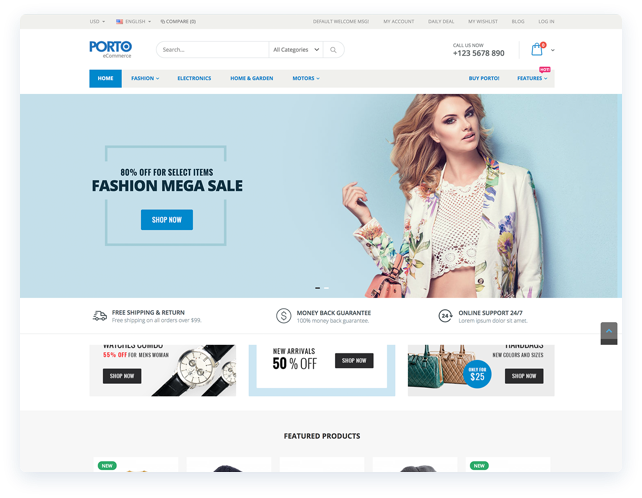 USD ENGLISH COMPARE (0) DEFAULT WELCOME MSG! MY ACCOUNT DAILY DEAL MY WISHLIST BLOG LOG IN
PORTO
eCommerce
Search... All Categories
CALL US NOW
+123 5678 890
0
HOT!
HOME FASHION ELECTRONICS HOME & GARDEN MOTORS BUY PORTO! FEATURES
80% OFF FOR SELECT ITEMS
FASHION MEGA SALE
SHOP NOW
FREE SHIPPING & RETURN
Free shipping on all orders over $99.
$
MONEY BACK GUARANTEE
100% money back guarantee.
24
ONLINE SUPPORT 24/7
Lorem ipsum dolor sit amet.
WATCHES COMBO
55% OFF FOR MENS WOMAN
SHOP NOW
NEW ARRIVALS
50% OFF
SHOP NOW
HANDBAGS
NEW COLORS AND SIZES
ONLY FOR
$25
SHOP NOW
FEATURED PRODUCTS
NEW
NEW